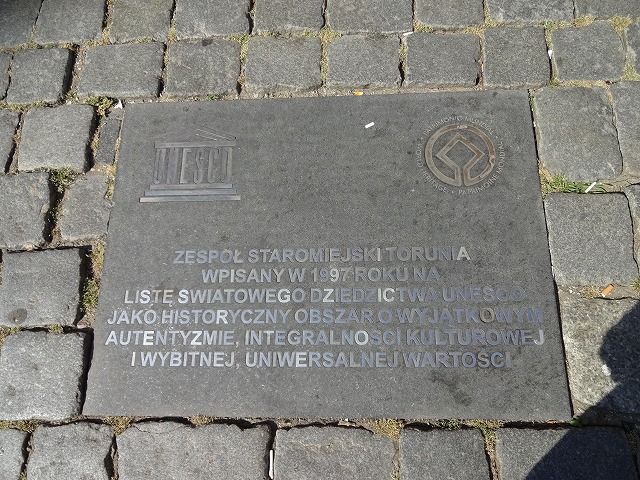 UNESCO
ZESPÓŁ STAROMIEJSKI TORUNIA
WPISANY W 1997 ROKU NA
LISTĘ ŚWIATOWEGO DZIEDZICTWA UNESCO
JAKO HISTORYCZNY OBSZAR O WYJĄTKOWYM
AUTENTYZMIE, INTEGRALNOŚCI KULTUROWEJ
I WYBITNEJ, UNIWERSALNEJ WARTOŚCI